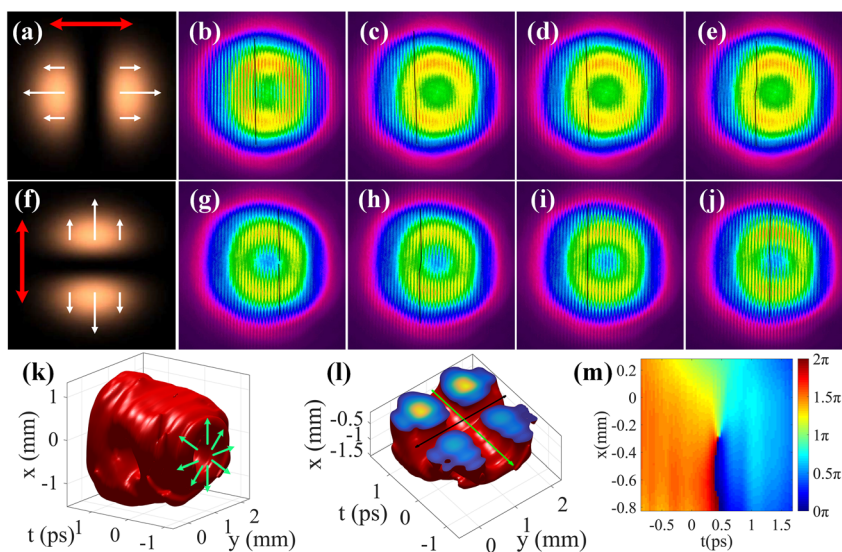 (a) (b) (c) (d) (e)
(f) (g) (h) (i) (j)
(k) (l) (m)
x (mm)
1
0
-1
t (ps)
1 0 -1
0 1 2
y (mm)
x (mm)
-0.5
-1
-1.5
t (ps)
1
0
-1
0
1
2
y (mm)
x(mm)
0.2
0
-0.2
-0.4
-0.6
-0.8
-0.5 0 0.5 1 1.5
t(ps)
2π
1.5π
1π
0.5π
0π